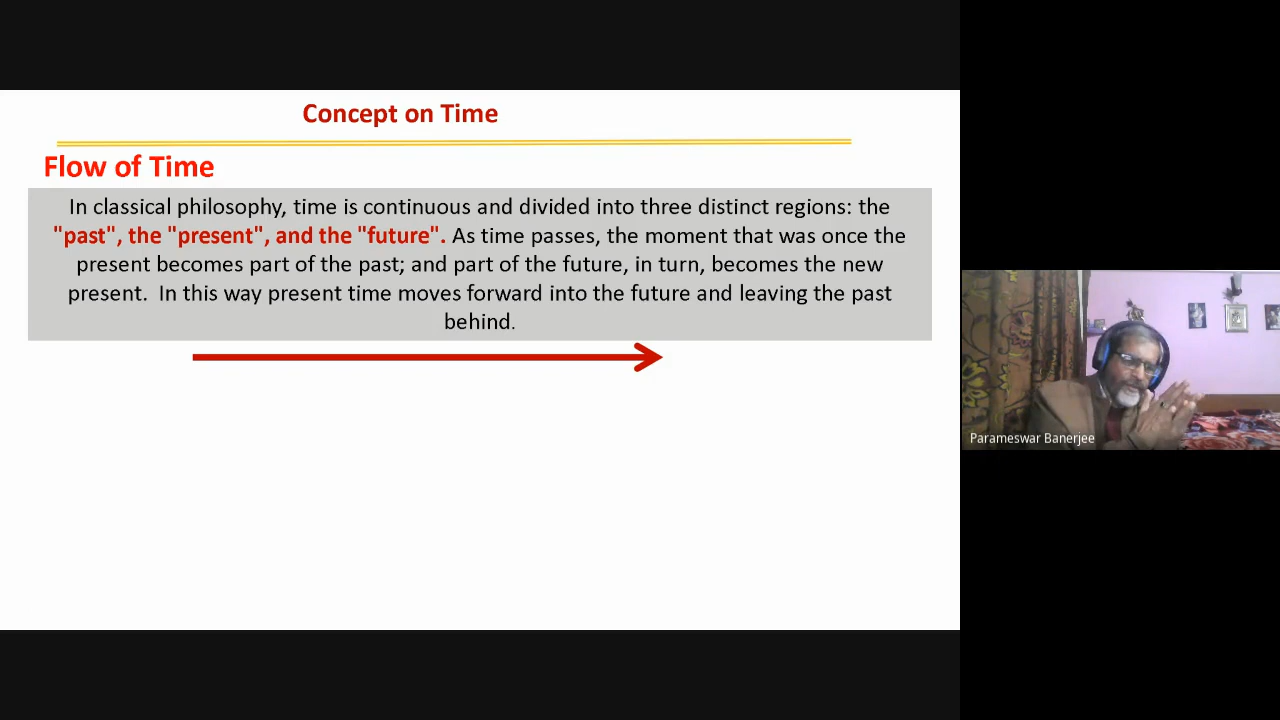 Concept on Time
Flow of Time
In classical philosophy, time is continuous and divided into three distinct regions: the
"past", the "present", and the "future". As time passes, the moment that was once the
present becomes part of the past; and part of the future, in turn, becomes the new
present.  In this way present time moves forward into the future and leaving the past
behind.
Parameswar Banerjee